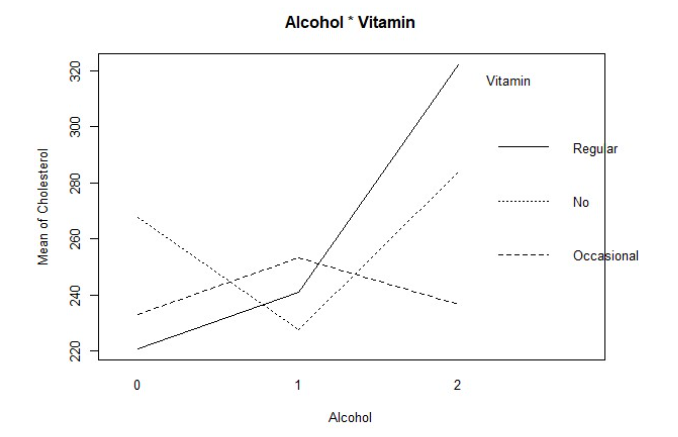 Alcohol * Vitamin
Mean of Cholesterol
320
300
280
260
240
220
Vitamin
Regular
No
Occasional
0 1 2
Alcohol